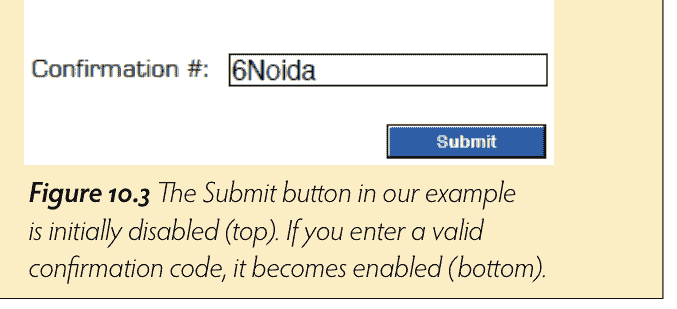 Confirmation #: 6Noida
Submit
Figure 10.3 The Submit button in our example
is initially disabled (top). If you enter a valid
confirmation code, it becomes enabled (bottom).